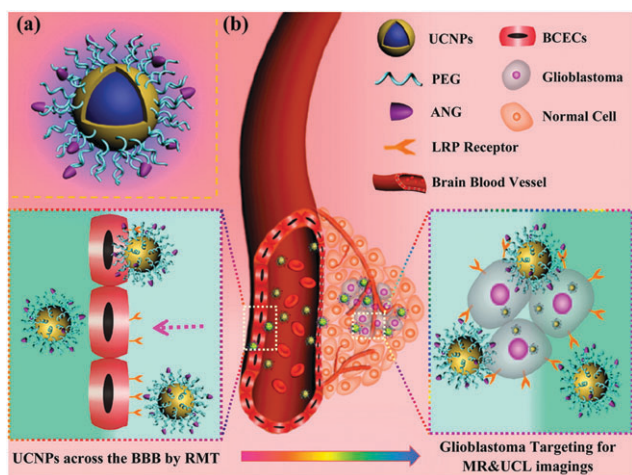 (a)
(b)
UCNPs
BCECs
PEG
Glioblastoma
ANG
Normal Cell
LRP Receptor
Brain Blood Vessel
UCNPs across the BBB by RMT
Glioblastoma Targeting for
MR&UCL imagings